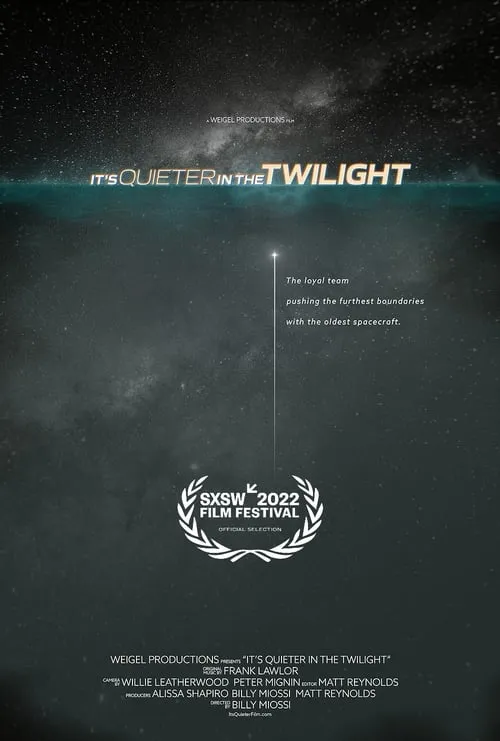 A WEIGEL PRODUCTIONS FILM
IT'S QUIETER IN THE TWILIGHT
The loyal team
pushing the furthest boundaries
with the oldest spacecraft.
SXSW 2022
FILM FESTIVAL
OFFICIAL SELECTION
WEIGEL PRODUCTIONS PRESENTS "IT'S QUIETER IN THE TWILIGHT"
ORIGINAL MUSIC BY FRANK LAWLOR
CAMERA BY WILLIE LEATHERWOOD PETER MIGNIN EDITOR MATT REYNOLDS
PRODUCERS ALISSA SHAPIRO BILLY MIOSSI MATT REYNOLDS
DIRECTED BY BILLY MIOSSI
ItsQuieterFilm.com